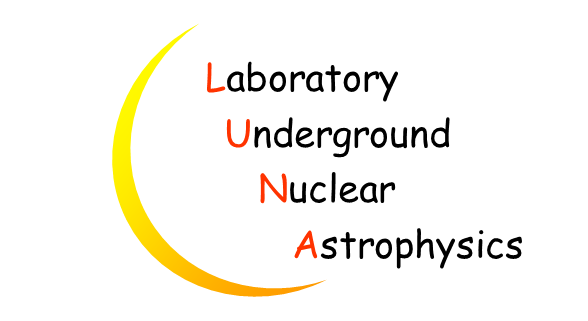 Laboratory
Underground
Nuclear
Astrophysics